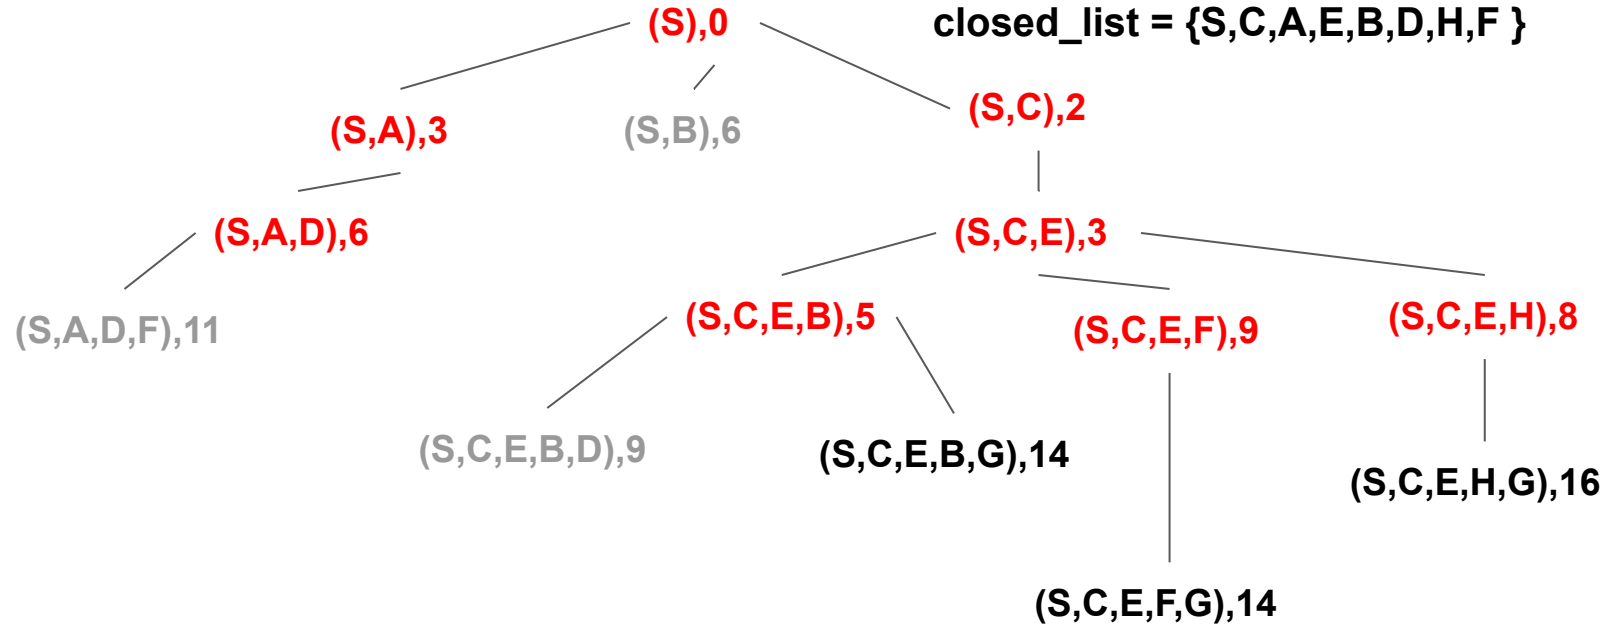 (S),0
closed_list = {S,C,A,E,B,D,H,F }
(S,A),3
(S,B),6
(S,C),2
(S,A,D),6
(S,C,E),3
(S,A,D,F),11
(S,C,E,B),5
(S,C,E,F),9
(S,C,E,H),8
(S,C,E,B,D),9
(S,C,E,B,G),14
(S,C,E,H,G),16
(S,C,E,F,G),14